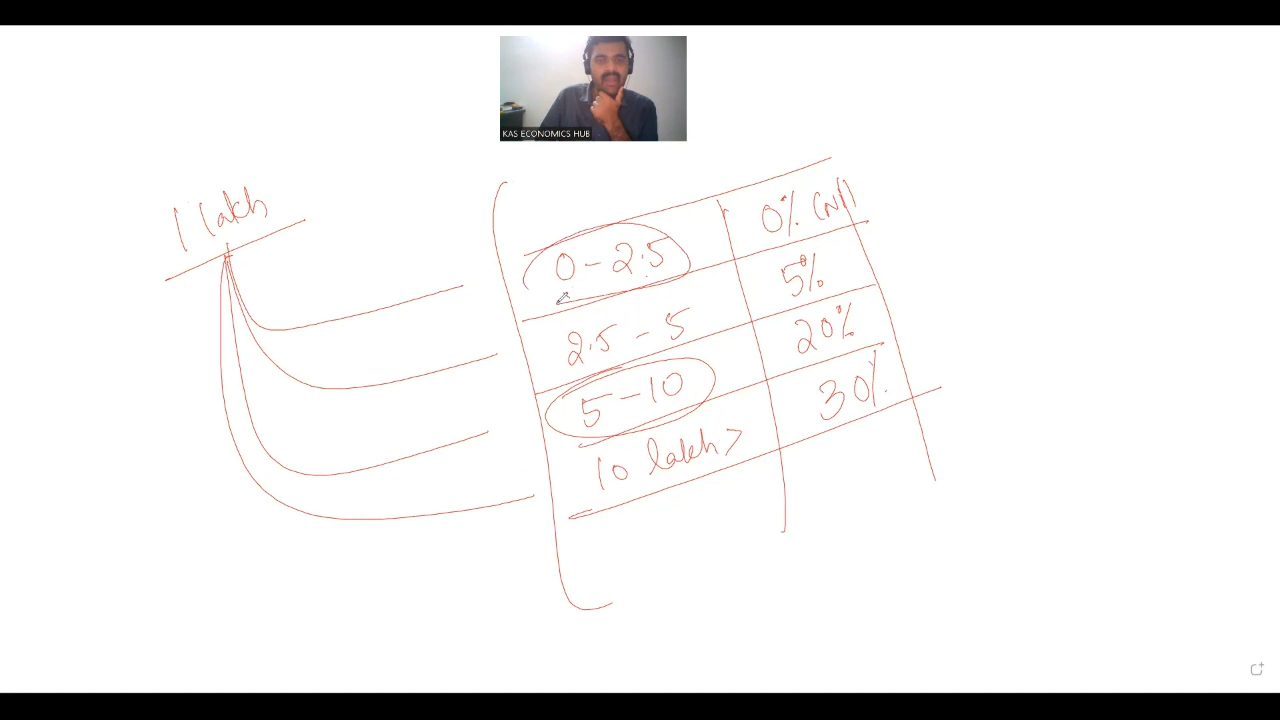 KAS ECONOMICS HUB
1 lakh
0 - 2.5 0% (Nil)
2.5 - 5 5%
5 - 10 20%
10 lakh > 30%